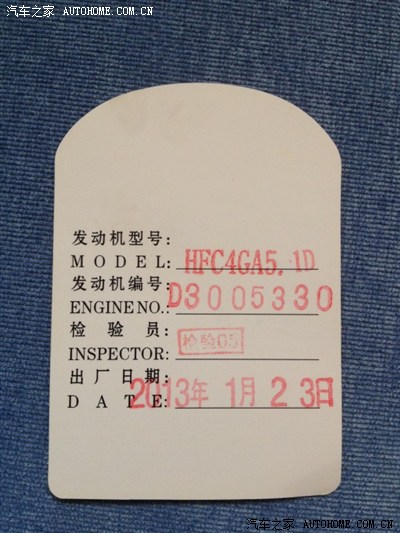 汽车之家 AUTOHOME.COM.CN
发动机型号:
MODEL: HFC4GA5.1D
发动机编号:
ENGINE NO.: D3005330
检验员:
INSPECTOR: 检验05
出厂日期:
DATE: 2013年1月23日
汽车之家 AUTOHOME.COM.CN